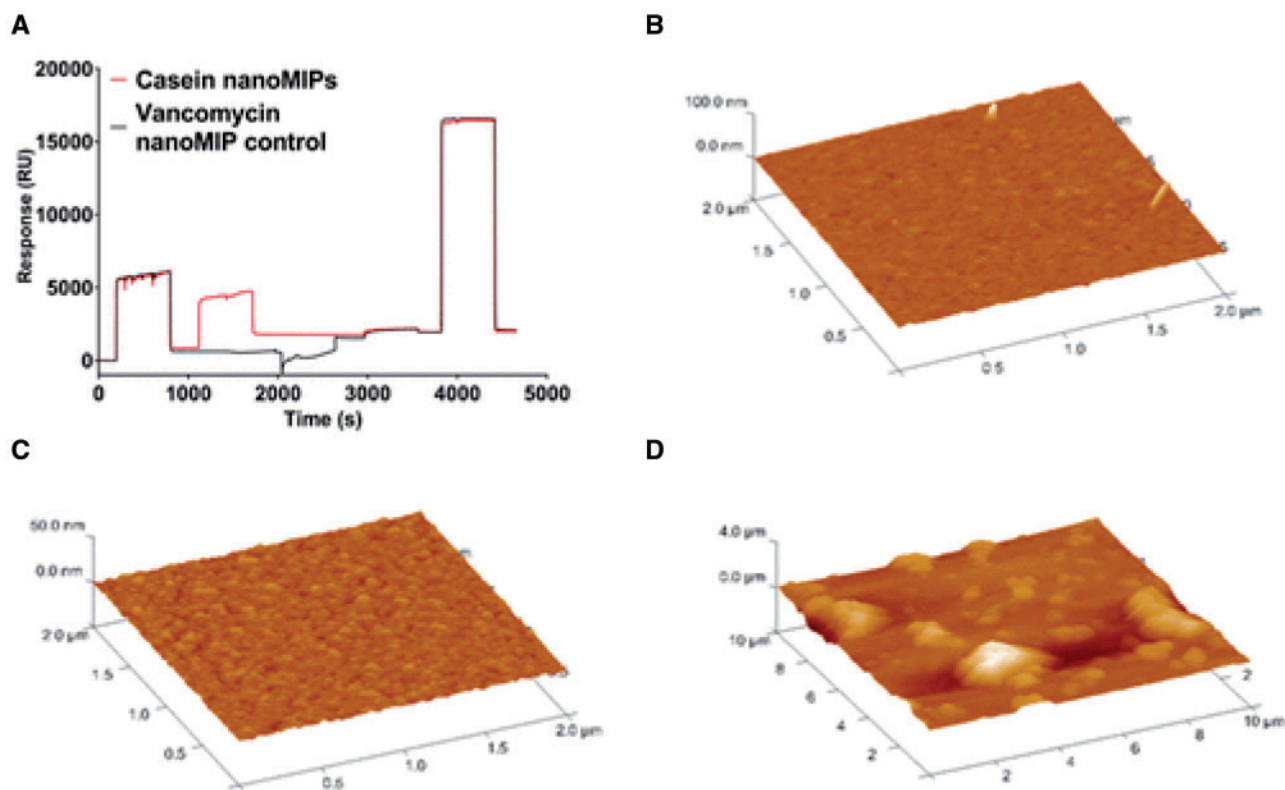 A
20000
15000
10000
5000
0
Response (RU)
Casein nanoMIPs
Vancomycin
nanoMIP control
0 1000 2000 3000 4000 5000
Time (s)
B
100.0 nm
0.0 nm
2.0 µm
1.5
1.0
0.5
0.5
1.0
1.5
2.0 µm
C
50.0 nm
0.0 nm
2.0 µm
1.5
1.0
0.5
0.5
1.0
1.5
2.0 µm
D
4.0 µm
0.0 µm
10 µm
8
6
4
2
2
4
6
8
10 µm
2